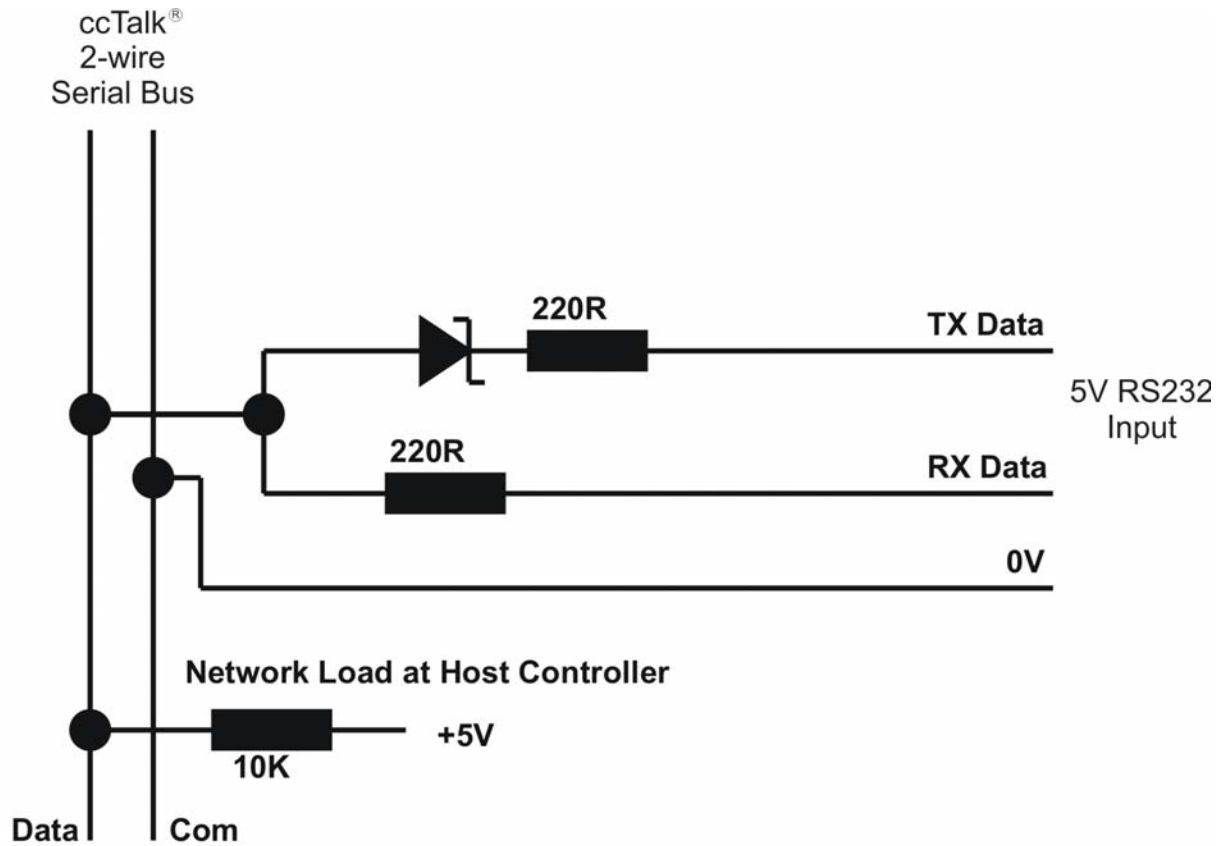 ccTalk®
2-wire
Serial Bus
220R
TX Data
5V RS232
Input
220R
RX Data
0V
Network Load at Host Controller
+5V
10K
Data
Com